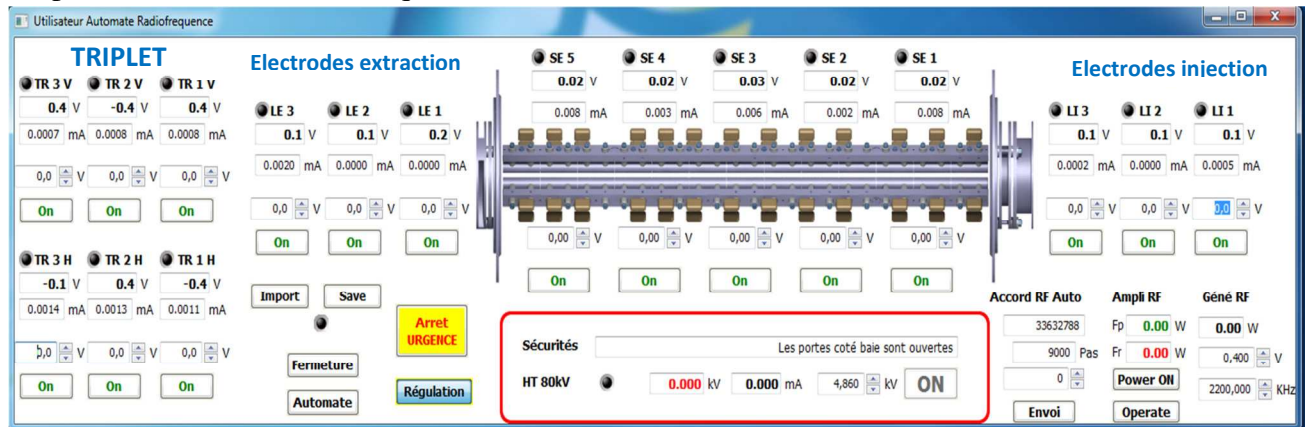 Utilisateur Automate Radiofrequence
TRIPLET
TR 3 V TR 2 V TR 1 V
0.4 V -0.4 V 0.4 V
0.0007 mA 0.0008 mA 0.0008 mA
0,0 V 0,0 V 0,0 V
On On On
TR 3 H TR 2 H TR 1 H
-0.1 V 0.4 V -0.4 V
0.0014 mA 0.0013 mA 0.0011 mA
0,0 V 0,0 V 0,0 V
On On On
Electrodes extraction
LE 3 LE 2 LE 1
0.1 V 0.1 V 0.2 V
0.0020 mA 0.0000 mA 0.0000 mA
0,0 V 0,0 V 0,0 V
On On On
Import Save
Fermeture
Automate
Arret
URGENCE
Régulation
SE 5 SE 4 SE 3 SE 2 SE 1
0.02 V 0.02 V 0.03 V 0.02 V 0.02 V
0.008 mA 0.003 mA 0.006 mA 0.002 mA 0.008 mA
0,00 V 0,00 V 0,00 V 0,00 V 0,00 V
On On On On On
Sécurités Les portes coté baie sont ouvertes
HT 80kV 0.000 kV 0.000 mA 4,860 kV ON
Electrodes injection
LI 3 LI 2 LI 1
0.1 V 0.1 V 0.1 V
0.0002 mA 0.0000 mA 0.0005 mA
0,0 V 0,0 V 0,0 V
On On On
Accord RF Auto Ampli RF Géné RF
33632788 Fp 0.00 W 0.00 W
9000 Pas Fr 0.00 W 0,400 V
0 Power ON 2200,000 KHz
Envoi Operate